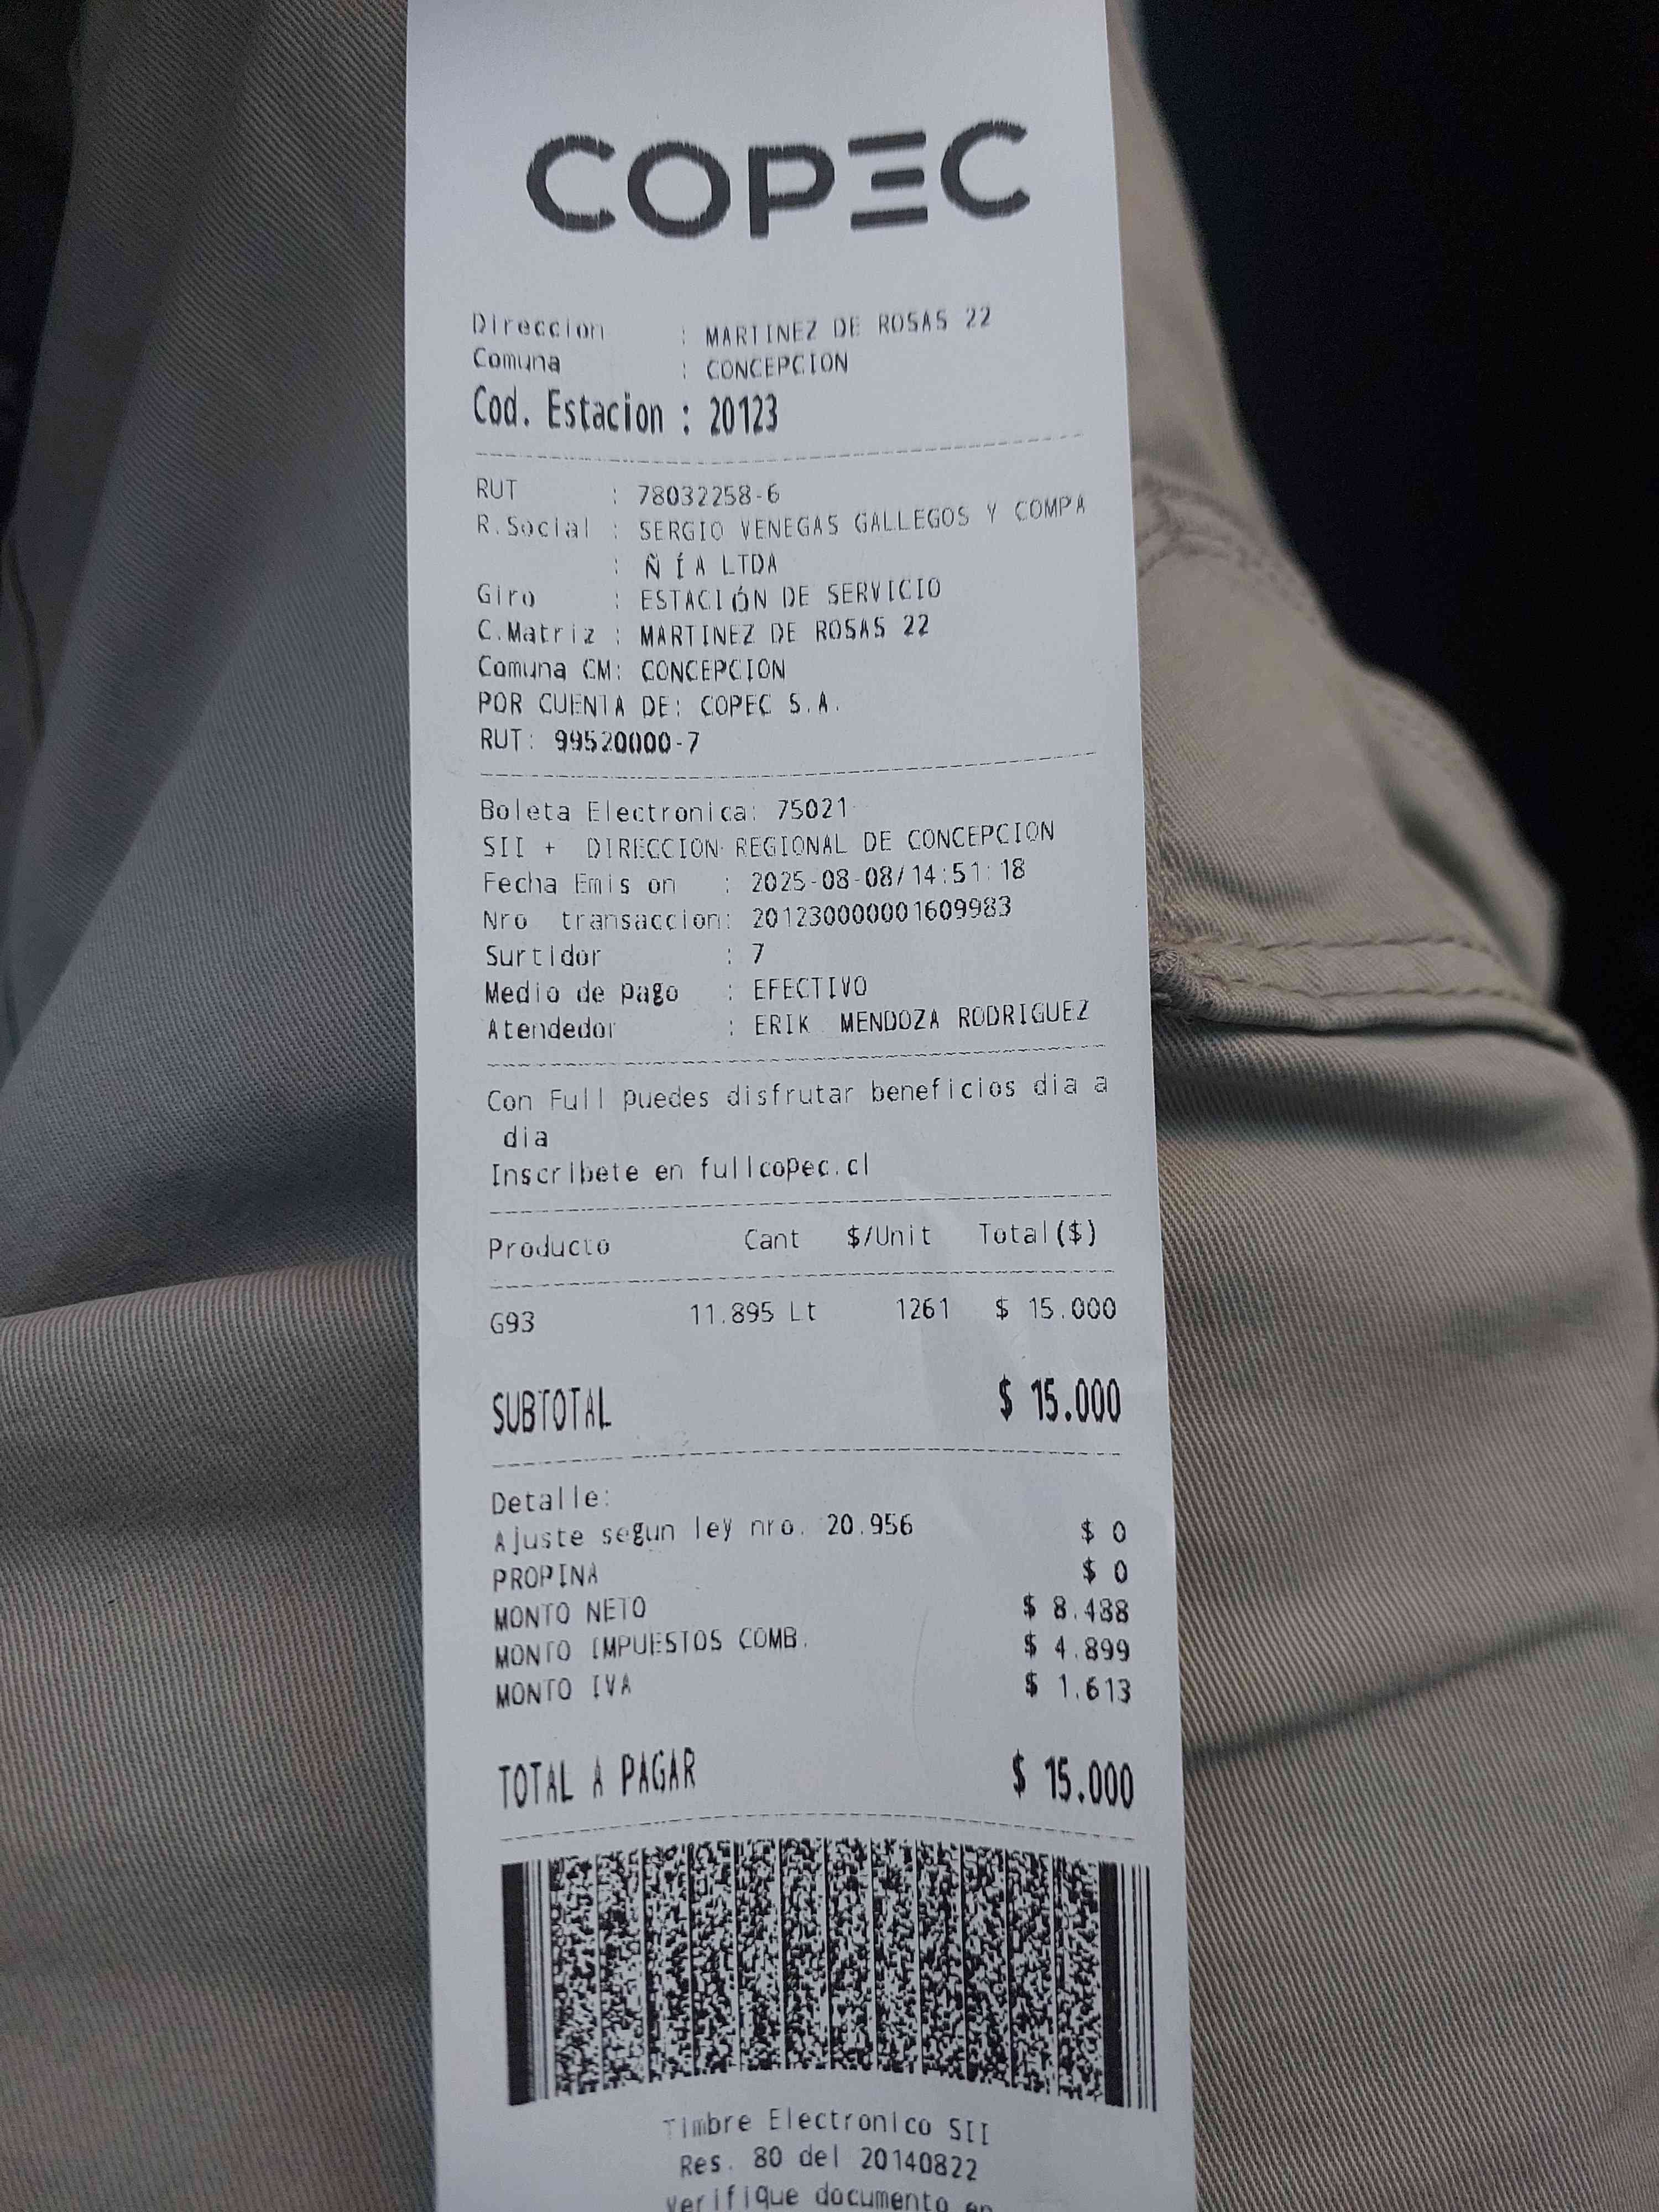 COPEC
Direccion : MARTINEZ DE ROSAS 22
Comuna : CONCEPCION
Cod. Estacion : 20123
RUT : 78032258-6
R.Social : SERGIO VENEGAS GALLEGOS Y COMPA
: Ñ Í A LTDA
Giro : ESTACIÓN DE SERVICIO
C.Matriz : MARTINEZ DE ROSAS 22
Comuna CM: CONCEPCION
POR CUENTA DE: COPEC S.A.
RUT: 99520000-7
Boleta Electronica: 75021
SII + DIRECCION REGIONAL DE CONCEPCION
Fecha Emis on : 2025-08-08/14:51:18
Nro transaccion: 201230000001609983
Surtidor : 7
Medio de pago : EFECTIVO
Atendedor : ERIK MENDOZA RODRIGUEZ
Con Full puedes disfrutar beneficios dia a
dia
Inscribete en fullcopec.cl
Producto Cant $/Unit Total($)
G93 11.895 Lt 1261 $ 15.000
SUBTOTAL $ 15.000
Detalle:
Ajuste segun ley nro. 20.956 $ 0
PROPINA $ 0
MONTO NETO $ 8.488
MONTO IMPUESTOS COMB. $ 4.899
MONTO IVA $ 1.613
TOTAL A PAGAR $ 15.000
Timbre Electronico SII
Res. 80 del 20140822
verifique documento en